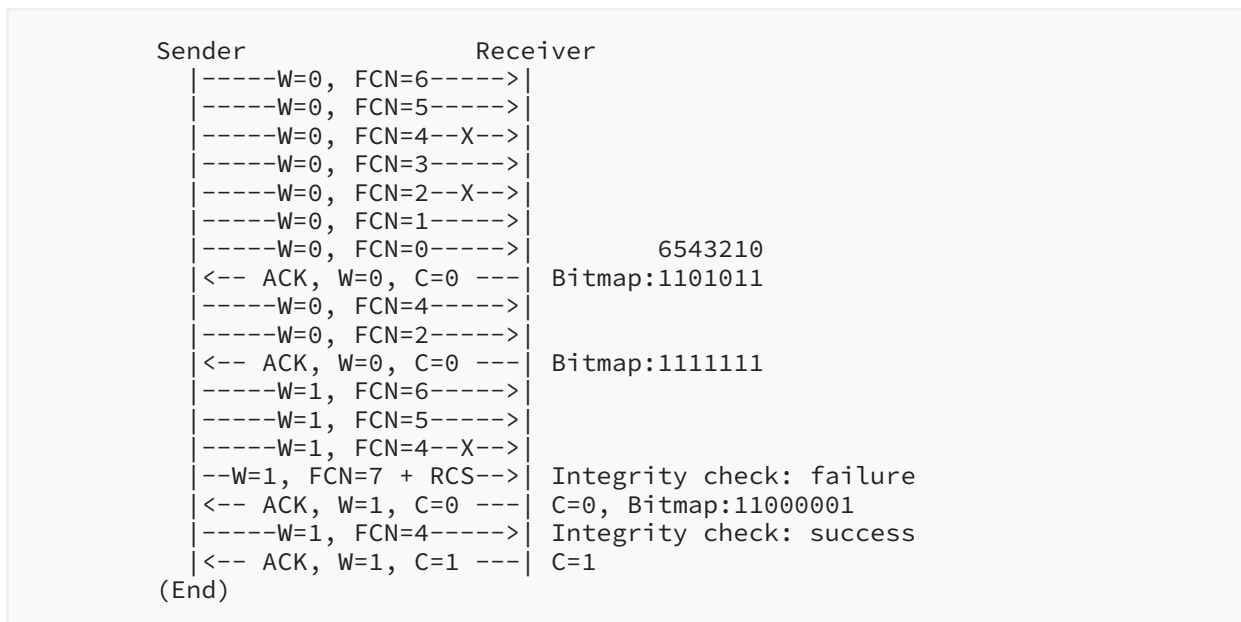 Sender                Receiver
  |-----W=0, FCN=6----->|
  |-----W=0, FCN=5----->|
  |-----W=0, FCN=4--X-->|
  |-----W=0, FCN=3----->|
  |-----W=0, FCN=2--X-->|
  |-----W=0, FCN=1----->|
  |-----W=0, FCN=0----->|        6543210
  |<-- ACK, W=0, C=0 ---| Bitmap:1101011
  |-----W=0, FCN=4----->|
  |-----W=0, FCN=2----->|
  |<-- ACK, W=0, C=0 ---| Bitmap:1111111
  |-----W=1, FCN=6----->|
  |-----W=1, FCN=5----->|
  |-----W=1, FCN=4--X-->|
  |--W=1, FCN=7 + RCS-->| Integrity check: failure
  |<-- ACK, W=1, C=0 ---| C=0, Bitmap:11000001
  |-----W=1, FCN=4----->| Integrity check: success
  |<-- ACK, W=1, C=1 ---| C=1
(End)